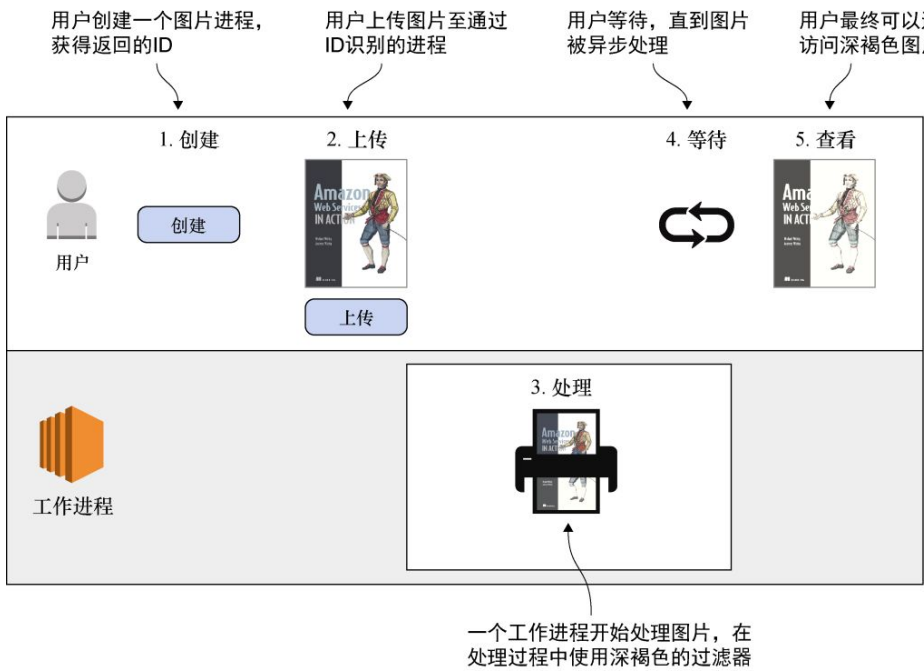 用户创建一个图片进程，
获得返回的ID
用户上传图片至通过
ID识别的进程
用户等待，直到图片
被异步处理
用户最终可以
访问深褐色图
1. 创建
2. 上传
4. 等待
5. 查看
用户
创建
Amazon
Web Services
IN ACTION
上传
Ama
Web Se
IN ACT
工作进程
3. 处理
Amazon
Web Services
IN ACTION
一个工作进程开始处理图片，在
处理过程中使用深褐色的过滤器